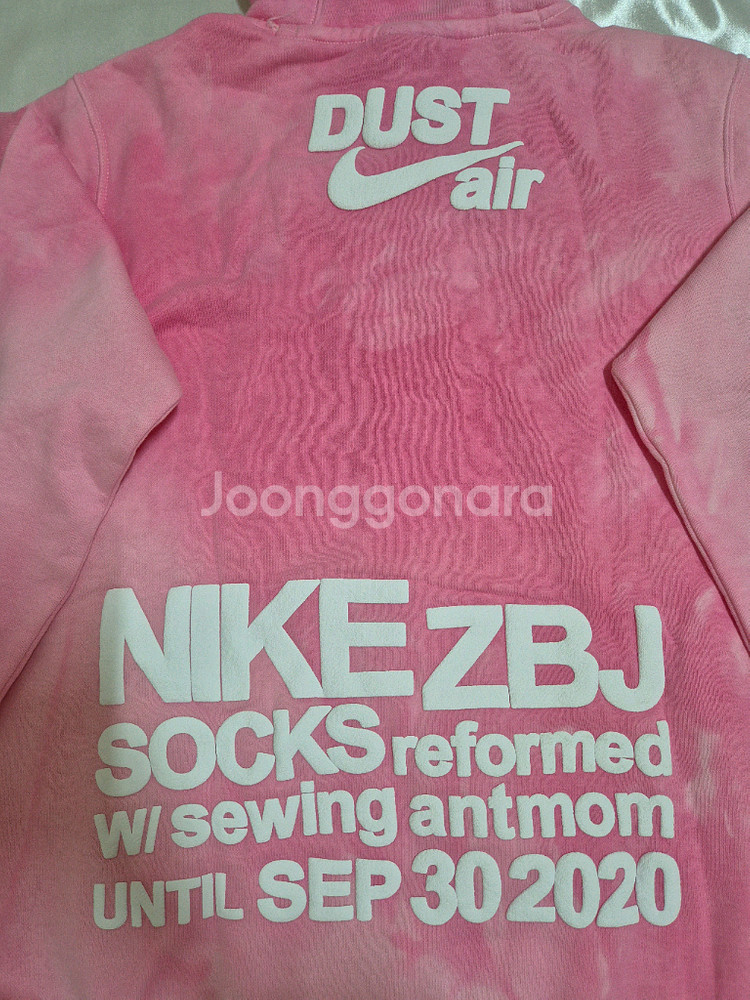 DUST
air
Joonggonara
NIKE ZBJ
SOCKS reformed
W/ sewing antmom
UNTIL SEP 30 2020